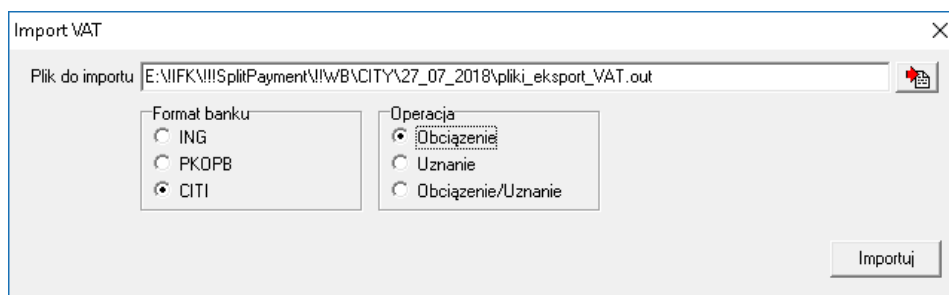 Import VAT
Plik do importu E:\!IFK\!!!SplitPayment\!!WB\CITY\27_07_2018\pliki_eksport_VAT.out
Format banku
ING
PKOPB
CITI
Operacja
Obciążenie
Uznanie
Obciążenie/Uznanie
Importuj